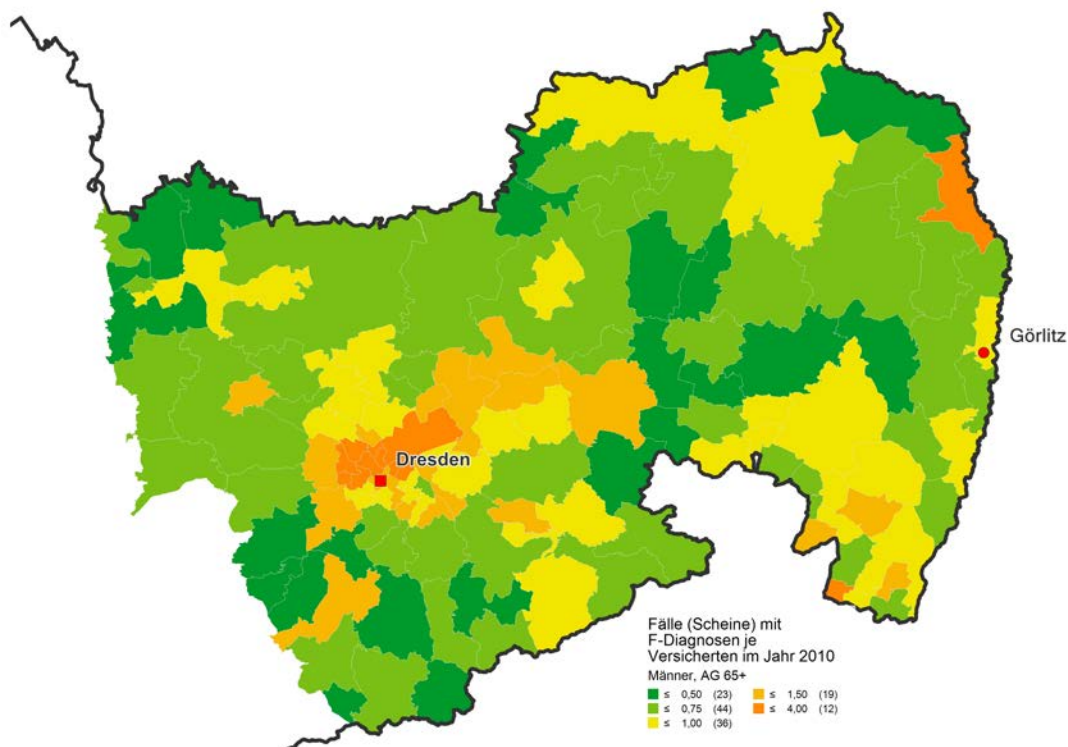 Görlitz
Dresden
Fälle (Scheine) mit
F-Diagnosen je
Versicherten im Jahr 2010
Männer, AG 65+
≤ 0,50 (23)
≤ 0,75 (44)
≤ 1,00 (36)
≤ 1,50 (19)
≤ 4,00 (12)